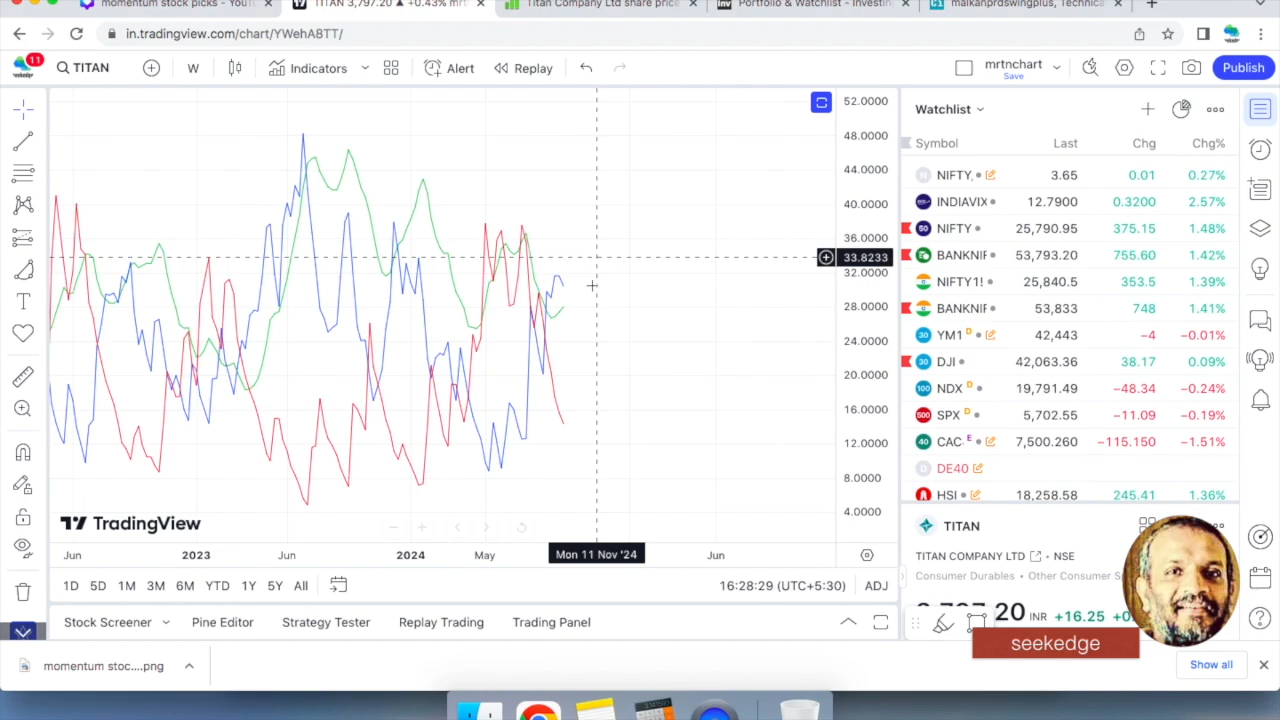 momentum stock picks - YouT
TITAN 3,797.20 ▲ +0.43% mrt
Titan Company Ltd share price
Portfolio & Watchlist - Investin
malkanprdswingplus, Technica
in.tradingview.com/chart/YWehA8TT/
11
TITAN
W
Indicators
Alert
Replay
mrtnchart
Save
Publish
52.0000
48.0000
44.0000
40.0000
36.0000
33.8233
32.0000
28.0000
24.0000
20.0000
16.0000
12.0000
8.0000
4.0000
TradingView
Jun
2023
Jun
2024
May
Mon 11 Nov '24
Jun
1D 5D 1M 3M 6M YTD 1Y 5Y All
16:28:29 (UTC+5:30)
ADJ
Stock Screener
Pine Editor
Strategy Tester
Replay Trading
Trading Panel
Watchlist
Symbol Last Chg Chg%
NIFTY, 3.65 0.01 0.27%
INDIAVIX 12.7900 0.3200 2.57%
50 NIFTY 25,790.95 375.15 1.48%
BANKNIF 53,793.20 755.60 1.42%
NIFTY1! 25,840.5 353.5 1.39%
BANKNIF 53,833 748 1.41%
30 YM1 D 42,443 −4 −0.01%
30 DJI 42,063.36 38.17 0.09%
100 NDX D 19,791.49 −48.34 −0.24%
500 SPX D 5,702.55 −11.09 −0.19%
40 CAC E 7,500.260 −115.150 −1.51%
DE40
HSI 18,258.58 245.41 1.36%
TITAN
TITAN COMPANY LTD • NSE
Consumer Durables • Other Consumer S
INR +16.25
seekedge
momentum stoc....png
Show all